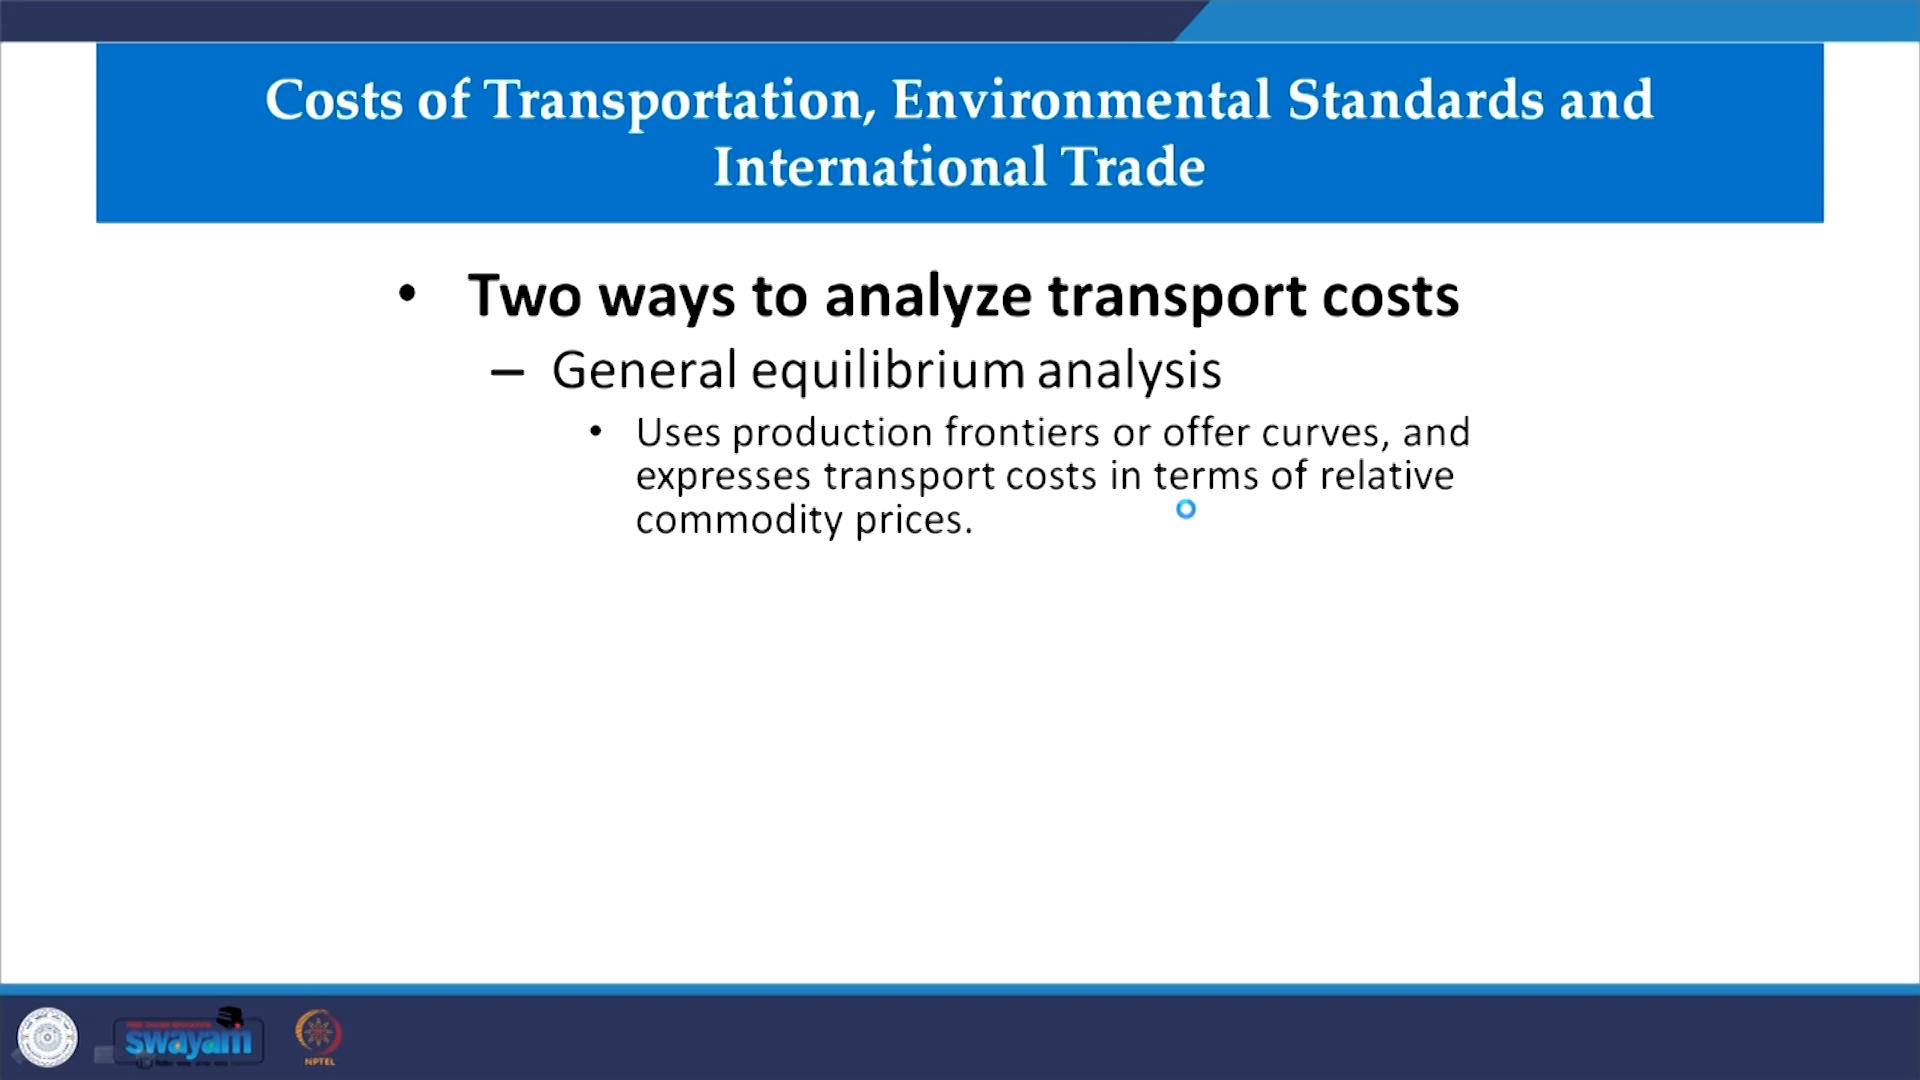 Costs of Transportation, Environmental Standards and
International Trade
• Two ways to analyze transport costs
– General equilibrium analysis
• Uses production frontiers or offer curves, and
expresses transport costs in terms of relative
commodity prices.
swayam
NPTEL